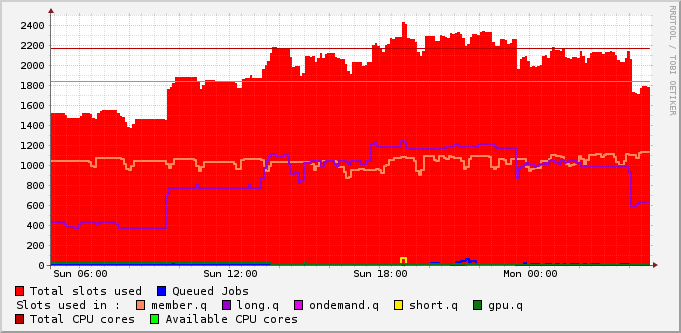 2400
2200
2000
1800
1600
1400
1200
1000
800
600
400
200
0
Sun 06:00 Sun 12:00 Sun 18:00 Mon 00:00
Total slots used Queued Jobs
Slots used in : member.q long.q ondemand.q short.q gpu.q
Total CPU cores Available CPU cores
RRDTOOL / TOBI OETIKER